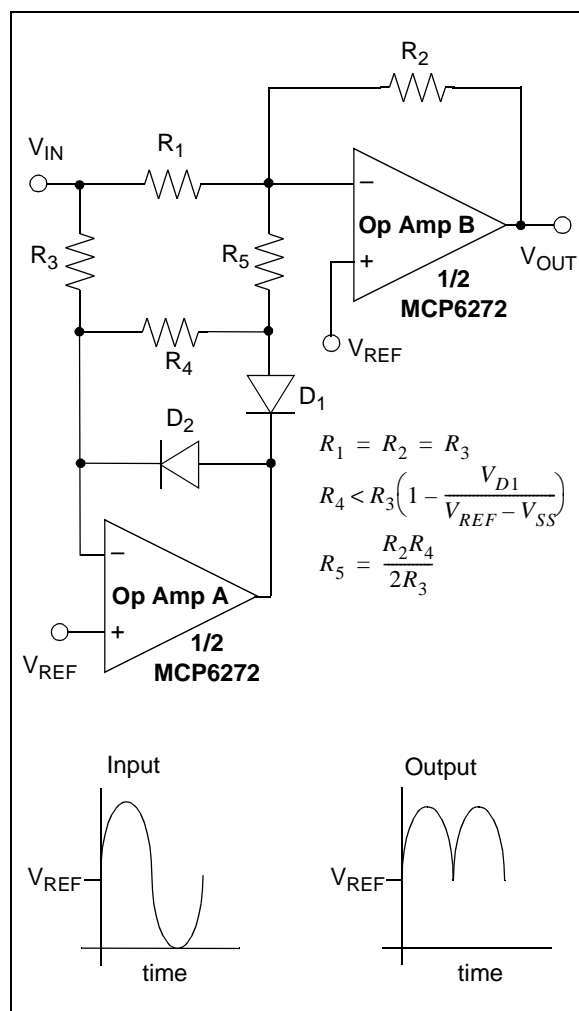 R2
VIN
R1
R3
R5
Op Amp B
−
+
VOUT
1/2
MCP6272
VREF
R4
D1
D2
R1 = R2 = R3
R4 < R3(1 − VD1/(VREF − VSS))
R5 = R2R4/2R3
−
Op Amp A
+
VREF
1/2
MCP6272
Input
Output
VREF
VREF
time
time